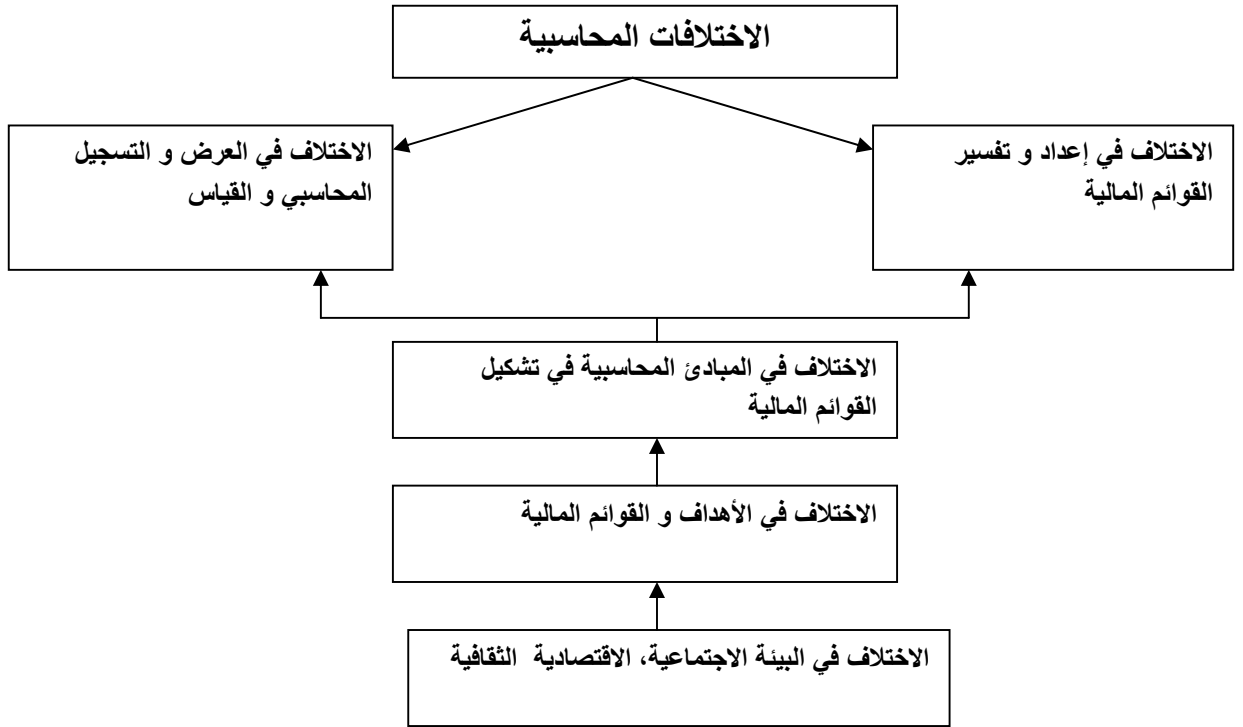 الاختلافات المحاسبية
الاختلاف في إعداد و تفسير
القوائم المالية
الاختلاف في العرض و التسجيل
المحاسبي و القياس
الاختلاف في المبادئ المحاسبية في تشكيل
القوائم المالية
الاختلاف في الأهداف و القوائم المالية
الاختلاف في البيئة الاجتماعية، الاقتصادية الثقافية